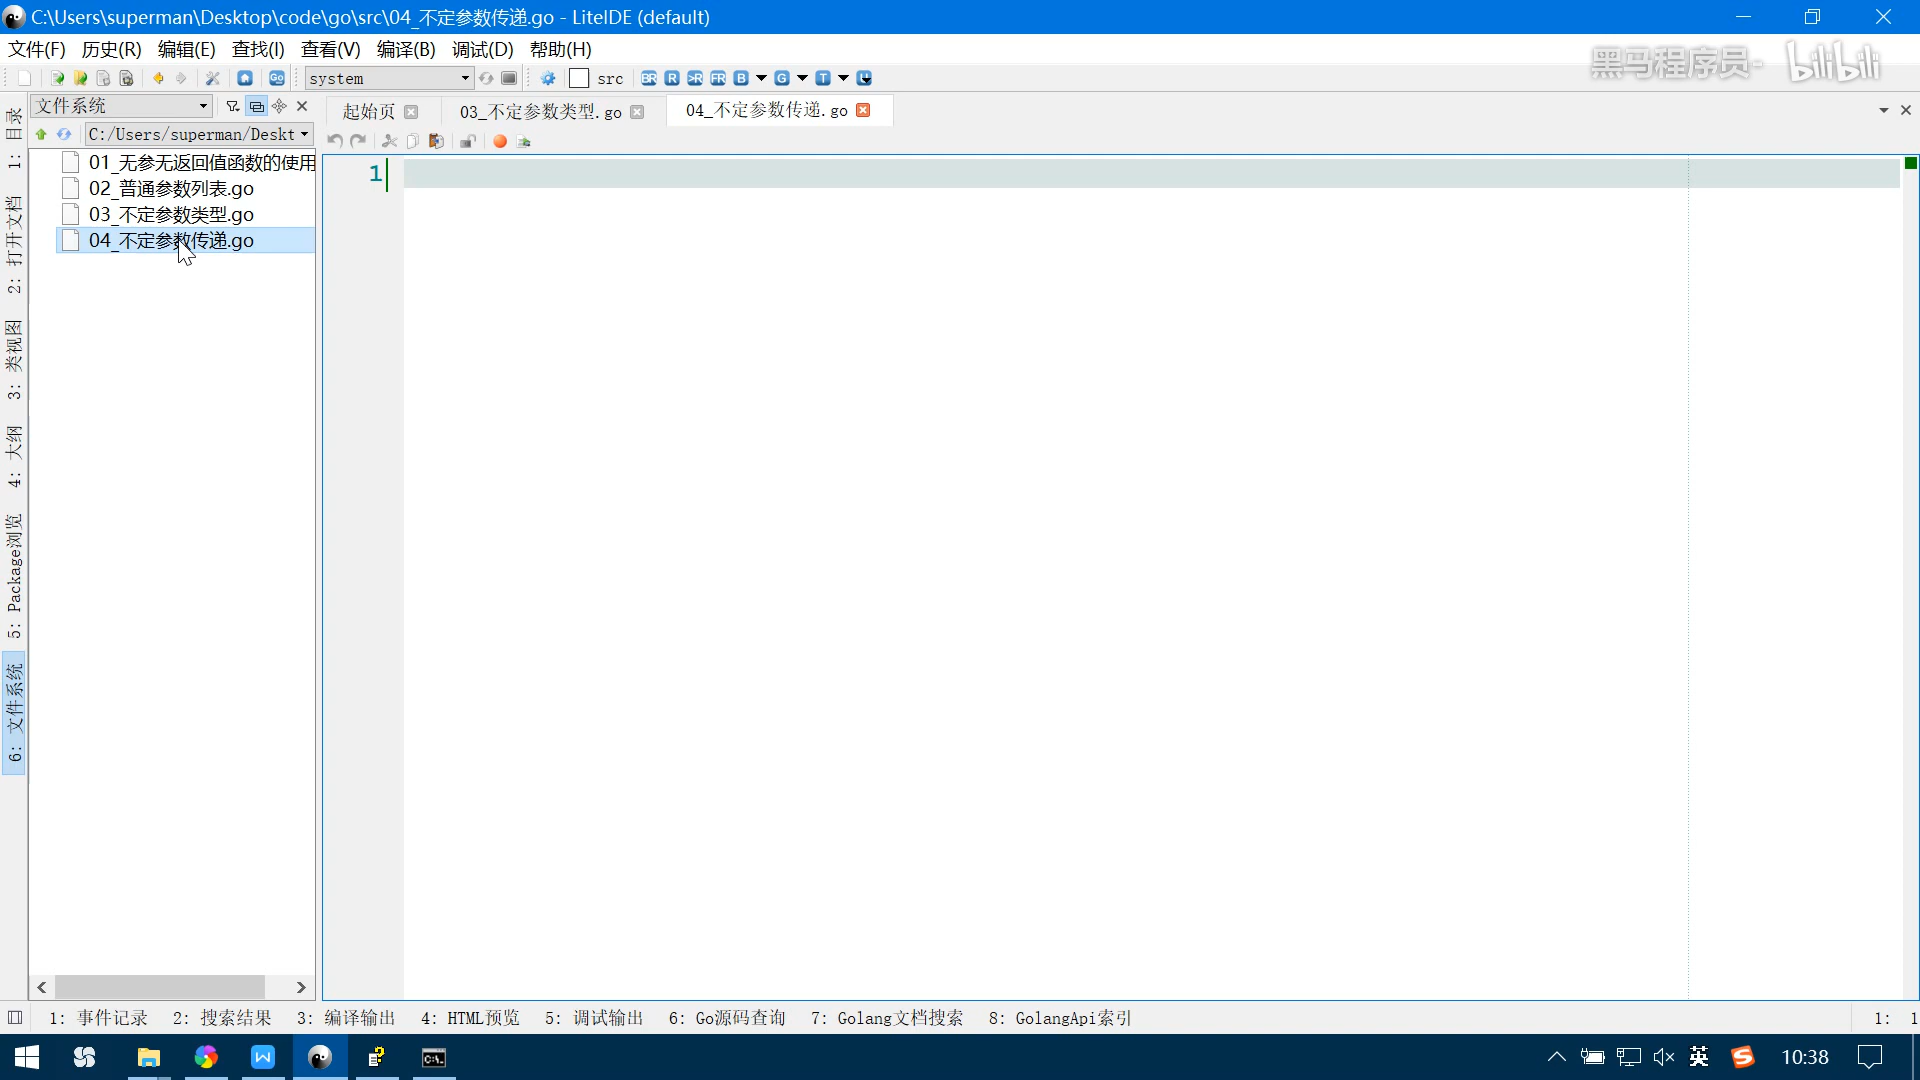 C:\Users\superman\Desktop\code\go\src\04_不定参数传递.go - LiteIDE (default)
文件(F) 历史(R) 编辑(E) 查找(I) 查看(V) 编译(B) 调试(D) 帮助(H)
黑马程序员- bilibili
Go system src BR R >R FR B G T
文件系统
起始页 03_不定参数类型.go 04_不定参数传递.go
C:/Users/superman/Deskt
01_无参无返回值函数的使用
02_普通参数列表.go
03_不定参数类型.go
04_不定参数传递.go
1
1: 目录
2: 打开文档
3: 类视图
4: 大纲
5: Package浏览
6: 文件系统
1: 事件记录 2: 搜索结果 3: 编译输出 4: HTML预览 5: 调试输出 6: Go源码查询 7: Golang文档搜索 8: GolangApi索引 1: 1
英 10:38